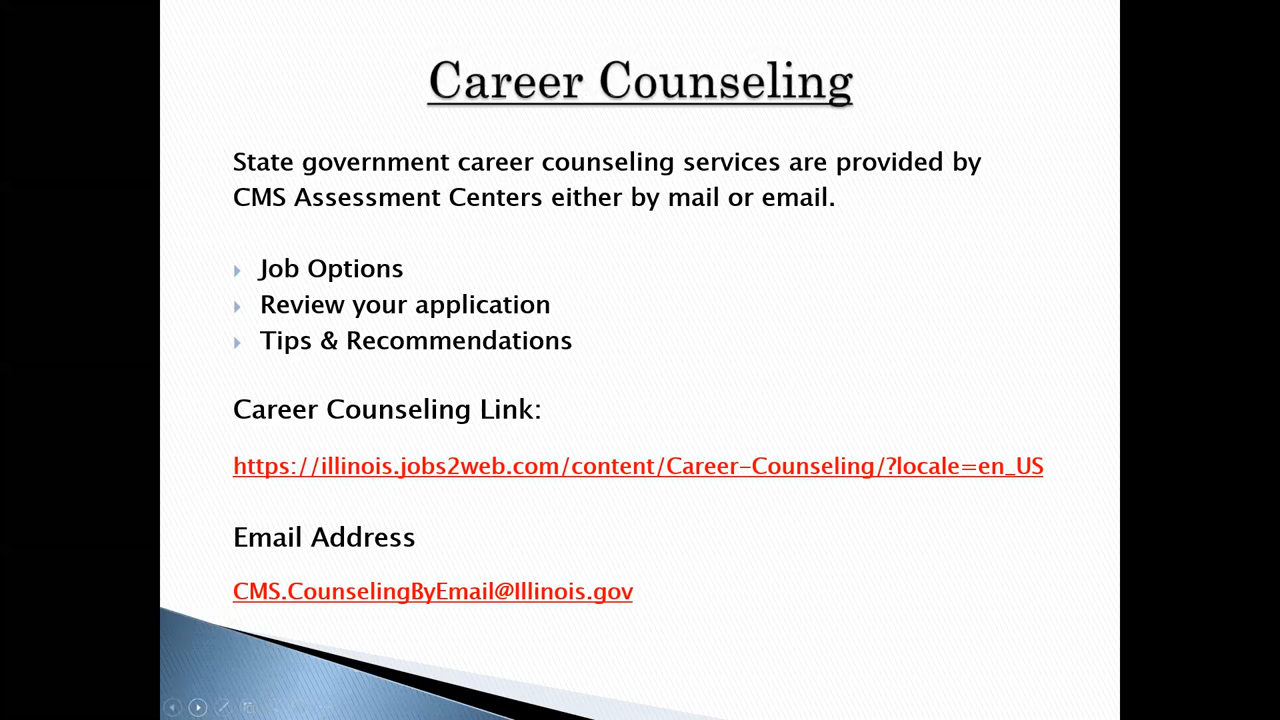 Career Counseling
State government career counseling services are provided by
CMS Assessment Centers either by mail or email.
Job Options
Review your application
Tips & Recommendations
Career Counseling Link:
https://illinois.jobs2web.com/content/Career-Counseling/?locale=en_US
Email Address
CMS.CounselingByEmail@Illinois.gov